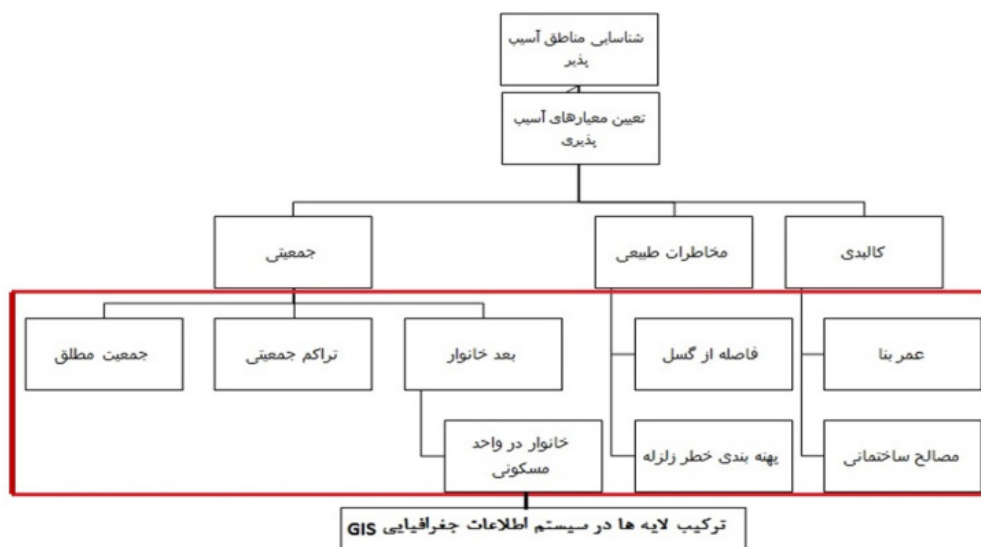 شناسایی مناطق آسیب
پذیر
تعیین معیارهای آسیب
پذیری
کالبدی
مخاطرات طبیعی
جمعیتی
عمر بنا
فاصله از گسل
بعد خانوار
تراکم جمعیتی
جمعیت مطلق
مصالح ساختمانی
پهنه بندی خطر زلزله
خانوار در واحد
مسکونی
ترکیب لایه ها در سیستم اطلاعات جغرافیایی GIS